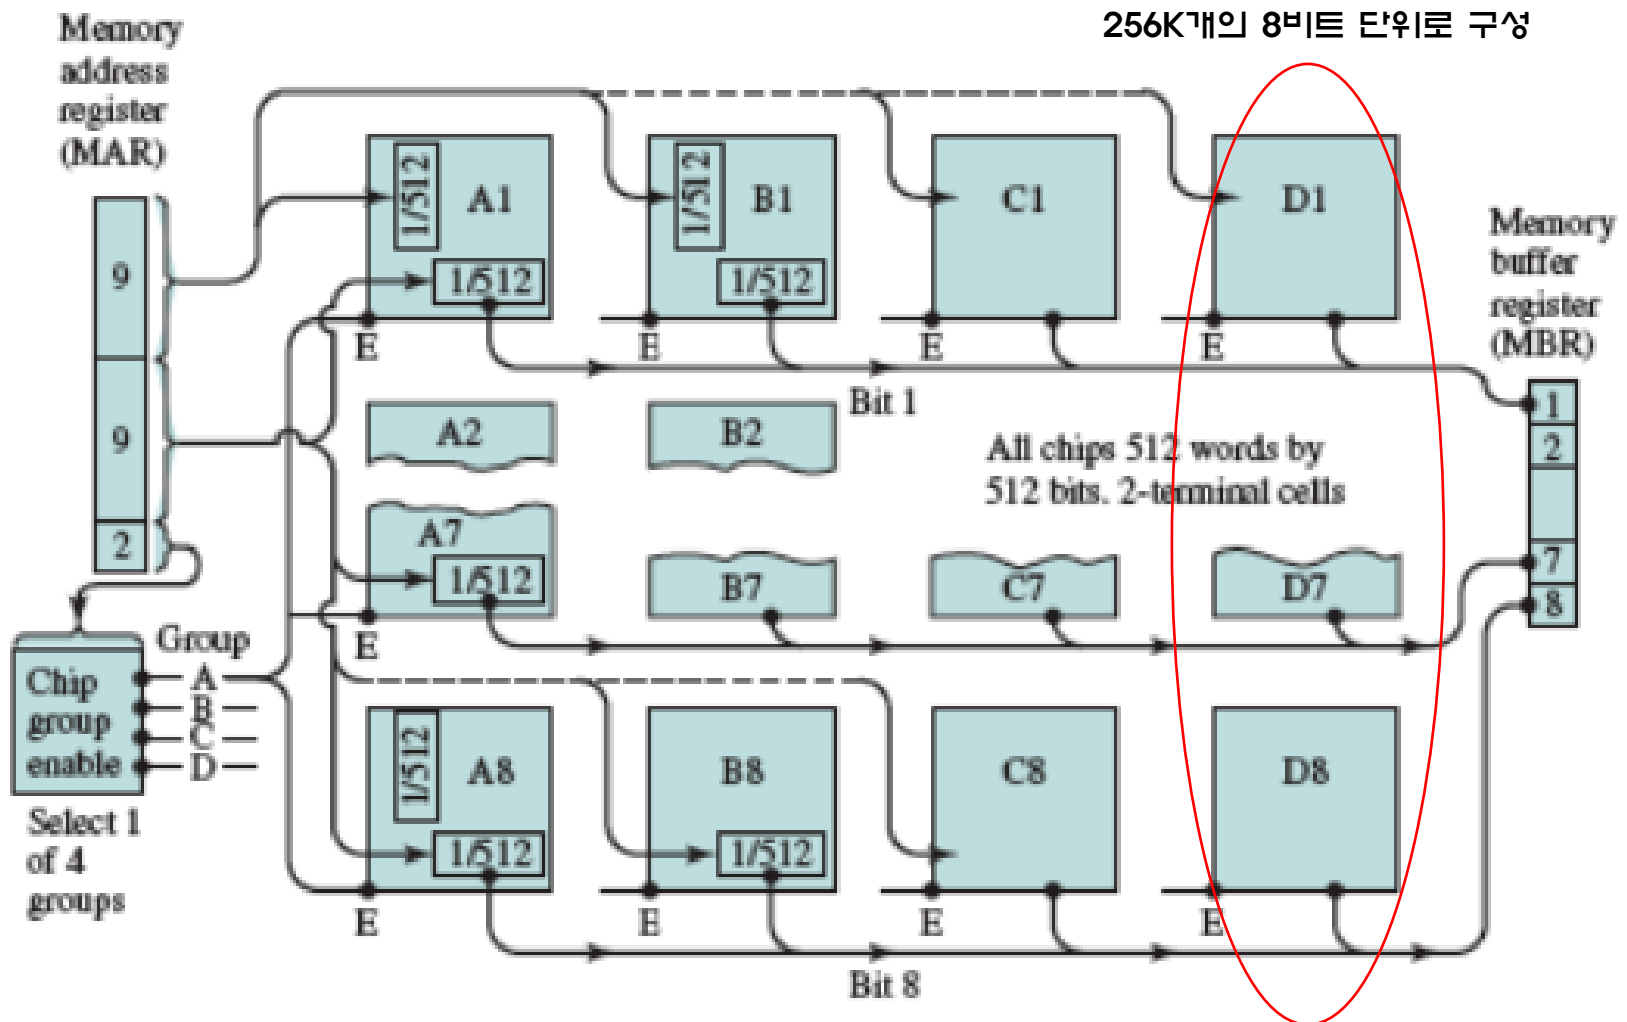 256K개의 8비트 단위로 구성
Memory
address
register
(MAR)
9
9
2
1/512
A1
1/512
E
1/512
B1
1/512
E
C1
E
D1
E
Memory
buffer
register
(MBR)
1
2
7
8
Bit 1
A2
B2
All chips 512 words by
512 bits. 2-terminal cells
A7
1/512
E
B7
C7
D7
Chip
group
enable
Group
A
B
C
D
Select 1
of 4
groups
1/512
A8
1/512
E
B8
1/512
E
C8
E
D8
E
Bit 8